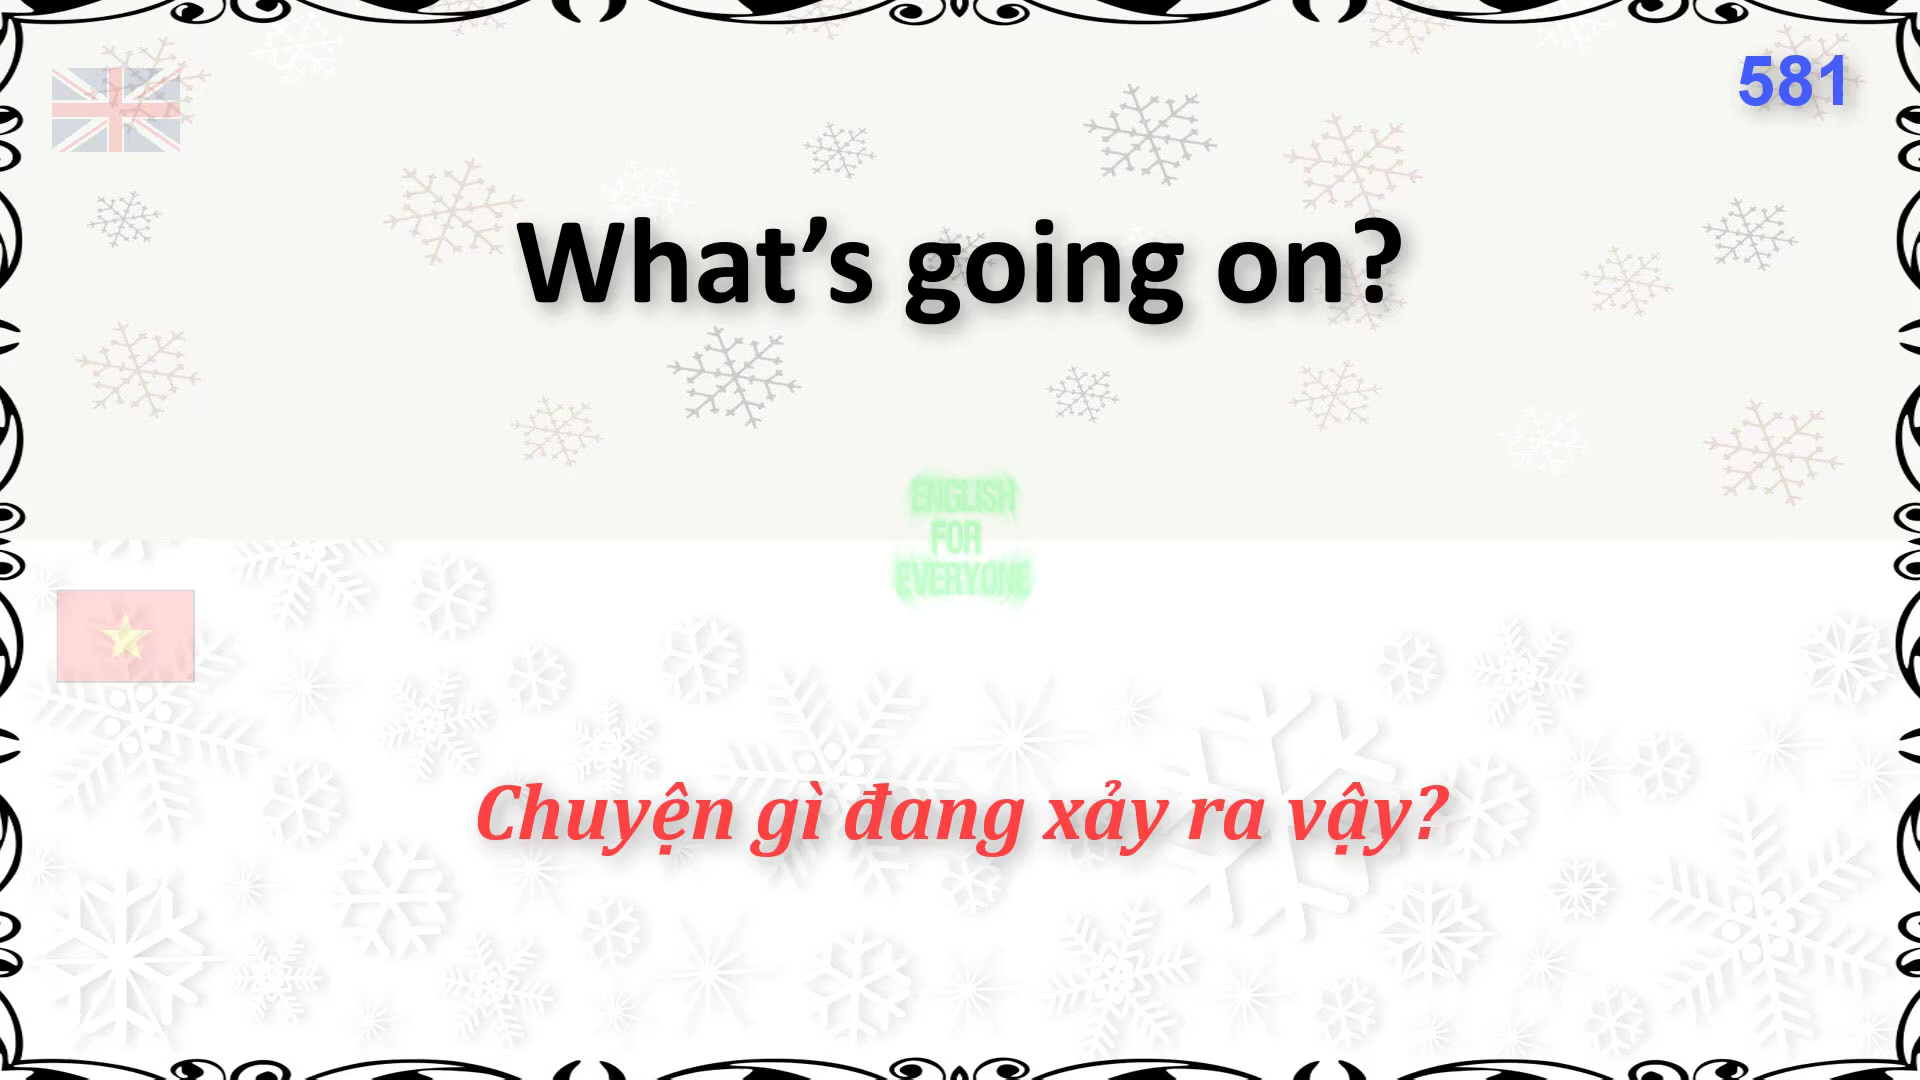 581
What’s going on?
ENGLISH
FOR
EVERYONE
Chuyện gì đang xảy ra vậy?